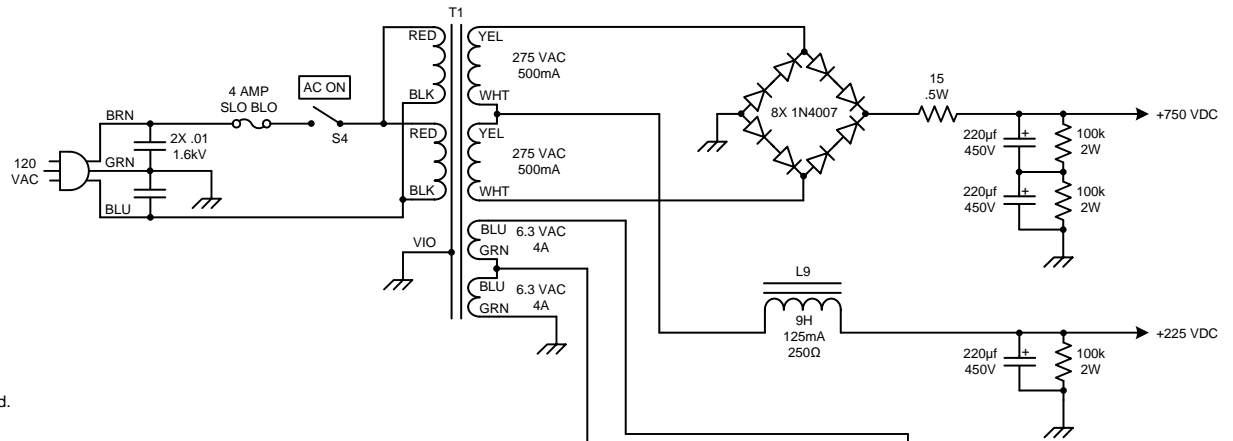 T1
RED
YEL
275 VAC
500mA
WHT
BLK
4 AMP
SLO BLO
AC ON
S4
BRN
2X .01
1.6kV
120
VAC
GRN
BLU
RED
YEL
275 VAC
500mA
WHT
BLK
VIO
BLU
6.3 VAC
4A
GRN
BLU
6.3 VAC
4A
GRN
8X 1N4007
15
.5W
+750 VDC
220µf
450V
+
100k
2W
220µf
450V
+
100k
2W
L9
9H
125mA
250Ω
+225 VDC
220µf
450V
+
100k
2W
d.